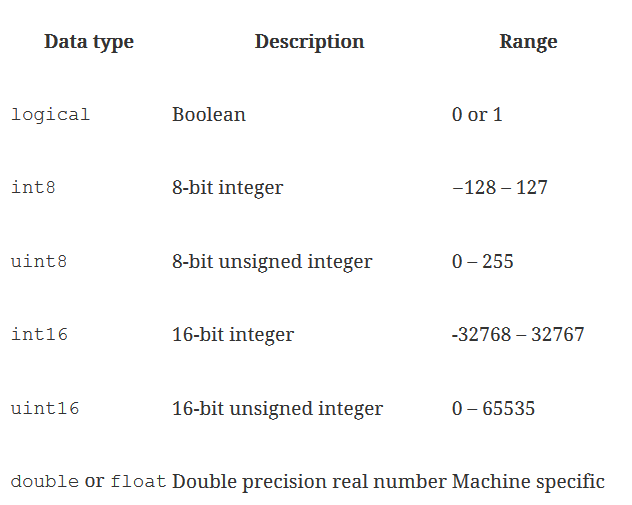 Data type Description Range
logical Boolean 0 or 1
int8 8-bit integer −128 – 127
uint8 8-bit unsigned integer 0 – 255
int16 16-bit integer -32768 – 32767
uint16 16-bit unsigned integer 0 – 65535
double or float Double precision real number Machine specific